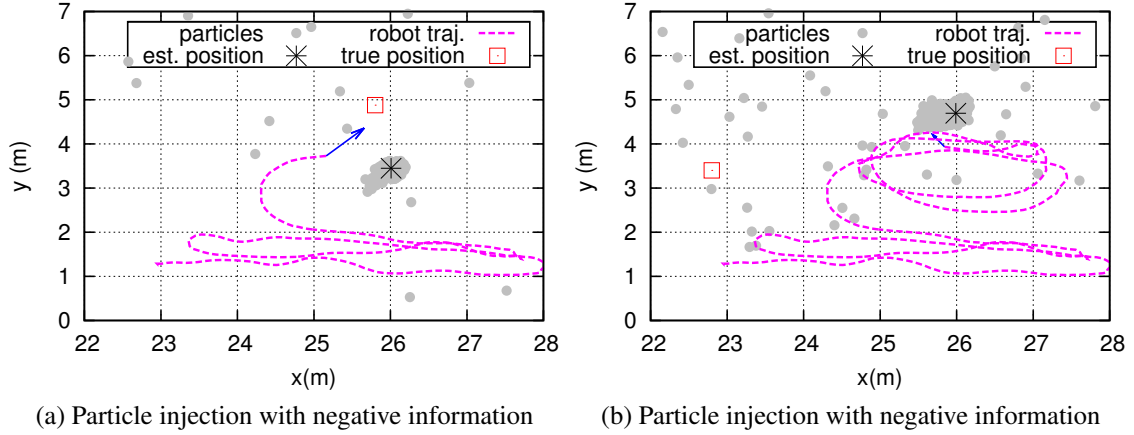 7
6
5
4
3
2
1
0
y (m)
particles
est. position
robot traj.
true position
22 23 24 25 26 27 28
x(m)
(a) Particle injection with negative information
7
6
5
4
3
2
1
0
y (m)
particles
est. position
robot traj.
true position
22 23 24 25 26 27 28
x(m)
(b) Particle injection with negative information